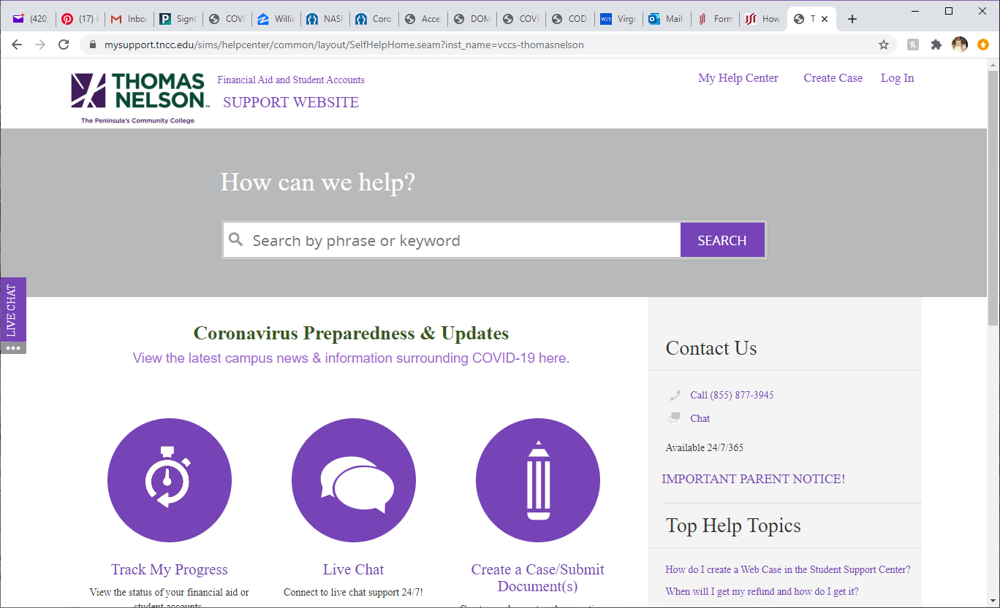 (420,
(17)
Inbo
Sign
COVI
Willia
NASF
Coro
Acce
DOM
COVI
COD
VCCS Virgi
Mail
Form
How
T
mysupport.tncc.edu/sims/helpcenter/common/layout/SelfHelpHome.seam?inst_name=vccs-thomasnelson
THOMAS
NELSON™
The Peninsula's Community College
Financial Aid and Student Accounts
SUPPORT WEBSITE
My Help Center Create Case Log In
How can we help?
Search by phrase or keyword SEARCH
LIVE CHAT
Coronavirus Preparedness & Updates
View the latest campus news & information surrounding COVID-19 here.
Track My Progress
View the status of your financial aid or
student accounts
Live Chat
Connect to live chat support 24/7!
Create a Case/Submit
Document(s)
Contact Us
Call (855) 877-3945
Chat
Available 24/7/365
IMPORTANT PARENT NOTICE!
Top Help Topics
How do I create a Web Case in the Student Support Center?
When will I get my refund and how do I get it?